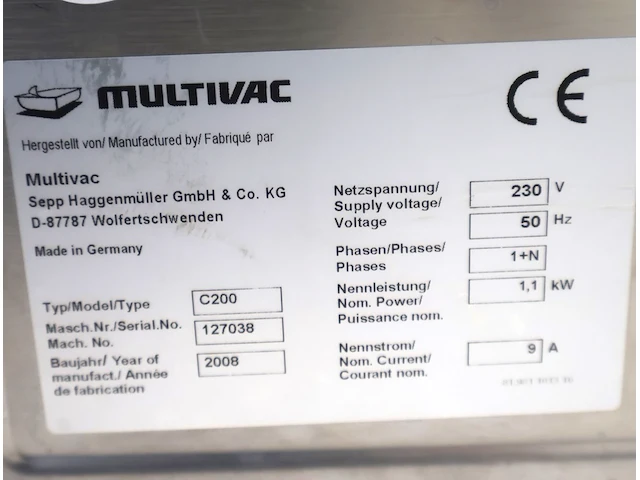 MULTIVAC
CE
Hergestellt von/ Manufactured by/ Fabriqué par
Multivac
Sepp Haggenmüller GmbH & Co. KG
D-87787 Wolfertschwenden
Made in Germany
Typ/Model/Type C200
Masch.Nr./Serial.No. 127038
Mach. No.
Baujahr/ Year of 2008
manufact./ Année
de fabrication
Netzspannung/ 230 V
Supply voltage/
Voltage 50 Hz
Phasen/Phases/ 1+N
Phases
Nennleistung/ 1,1 kW
Nom. Power/
Puissance nom.
Nennstrom/ 9 A
Nom. Current/
Courant nom.